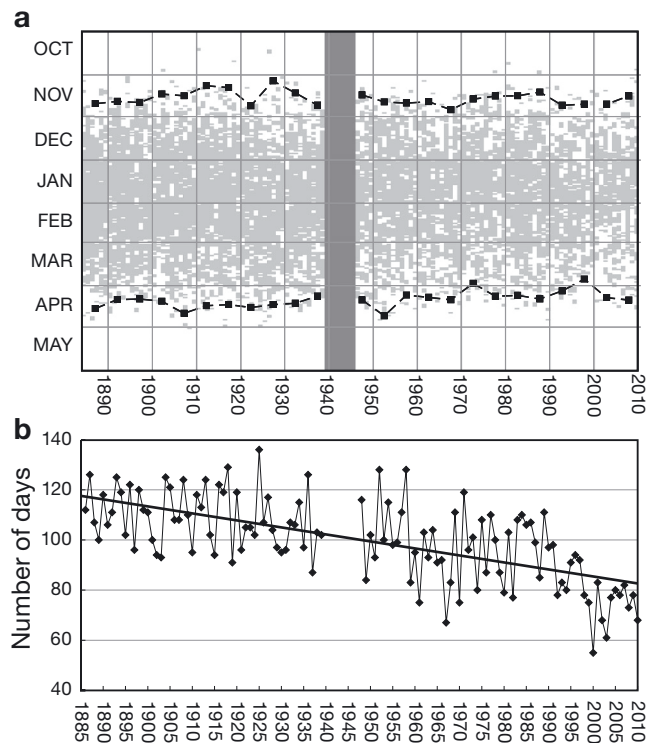 a
OCT
NOV
DEC
JAN
FEB
MAR
APR
MAY
1890 1900 1910 1920 1930 1940 1950 1960 1970 1980 1990 2000 2010
b
Number of days
140
120
100
80
60
40
1885 1890 1895 1900 1905 1910 1915 1920 1925 1930 1935 1940 1945 1950 1955 1960 1965 1970 1975 1980 1985 1990 1995 2000 2005 2010